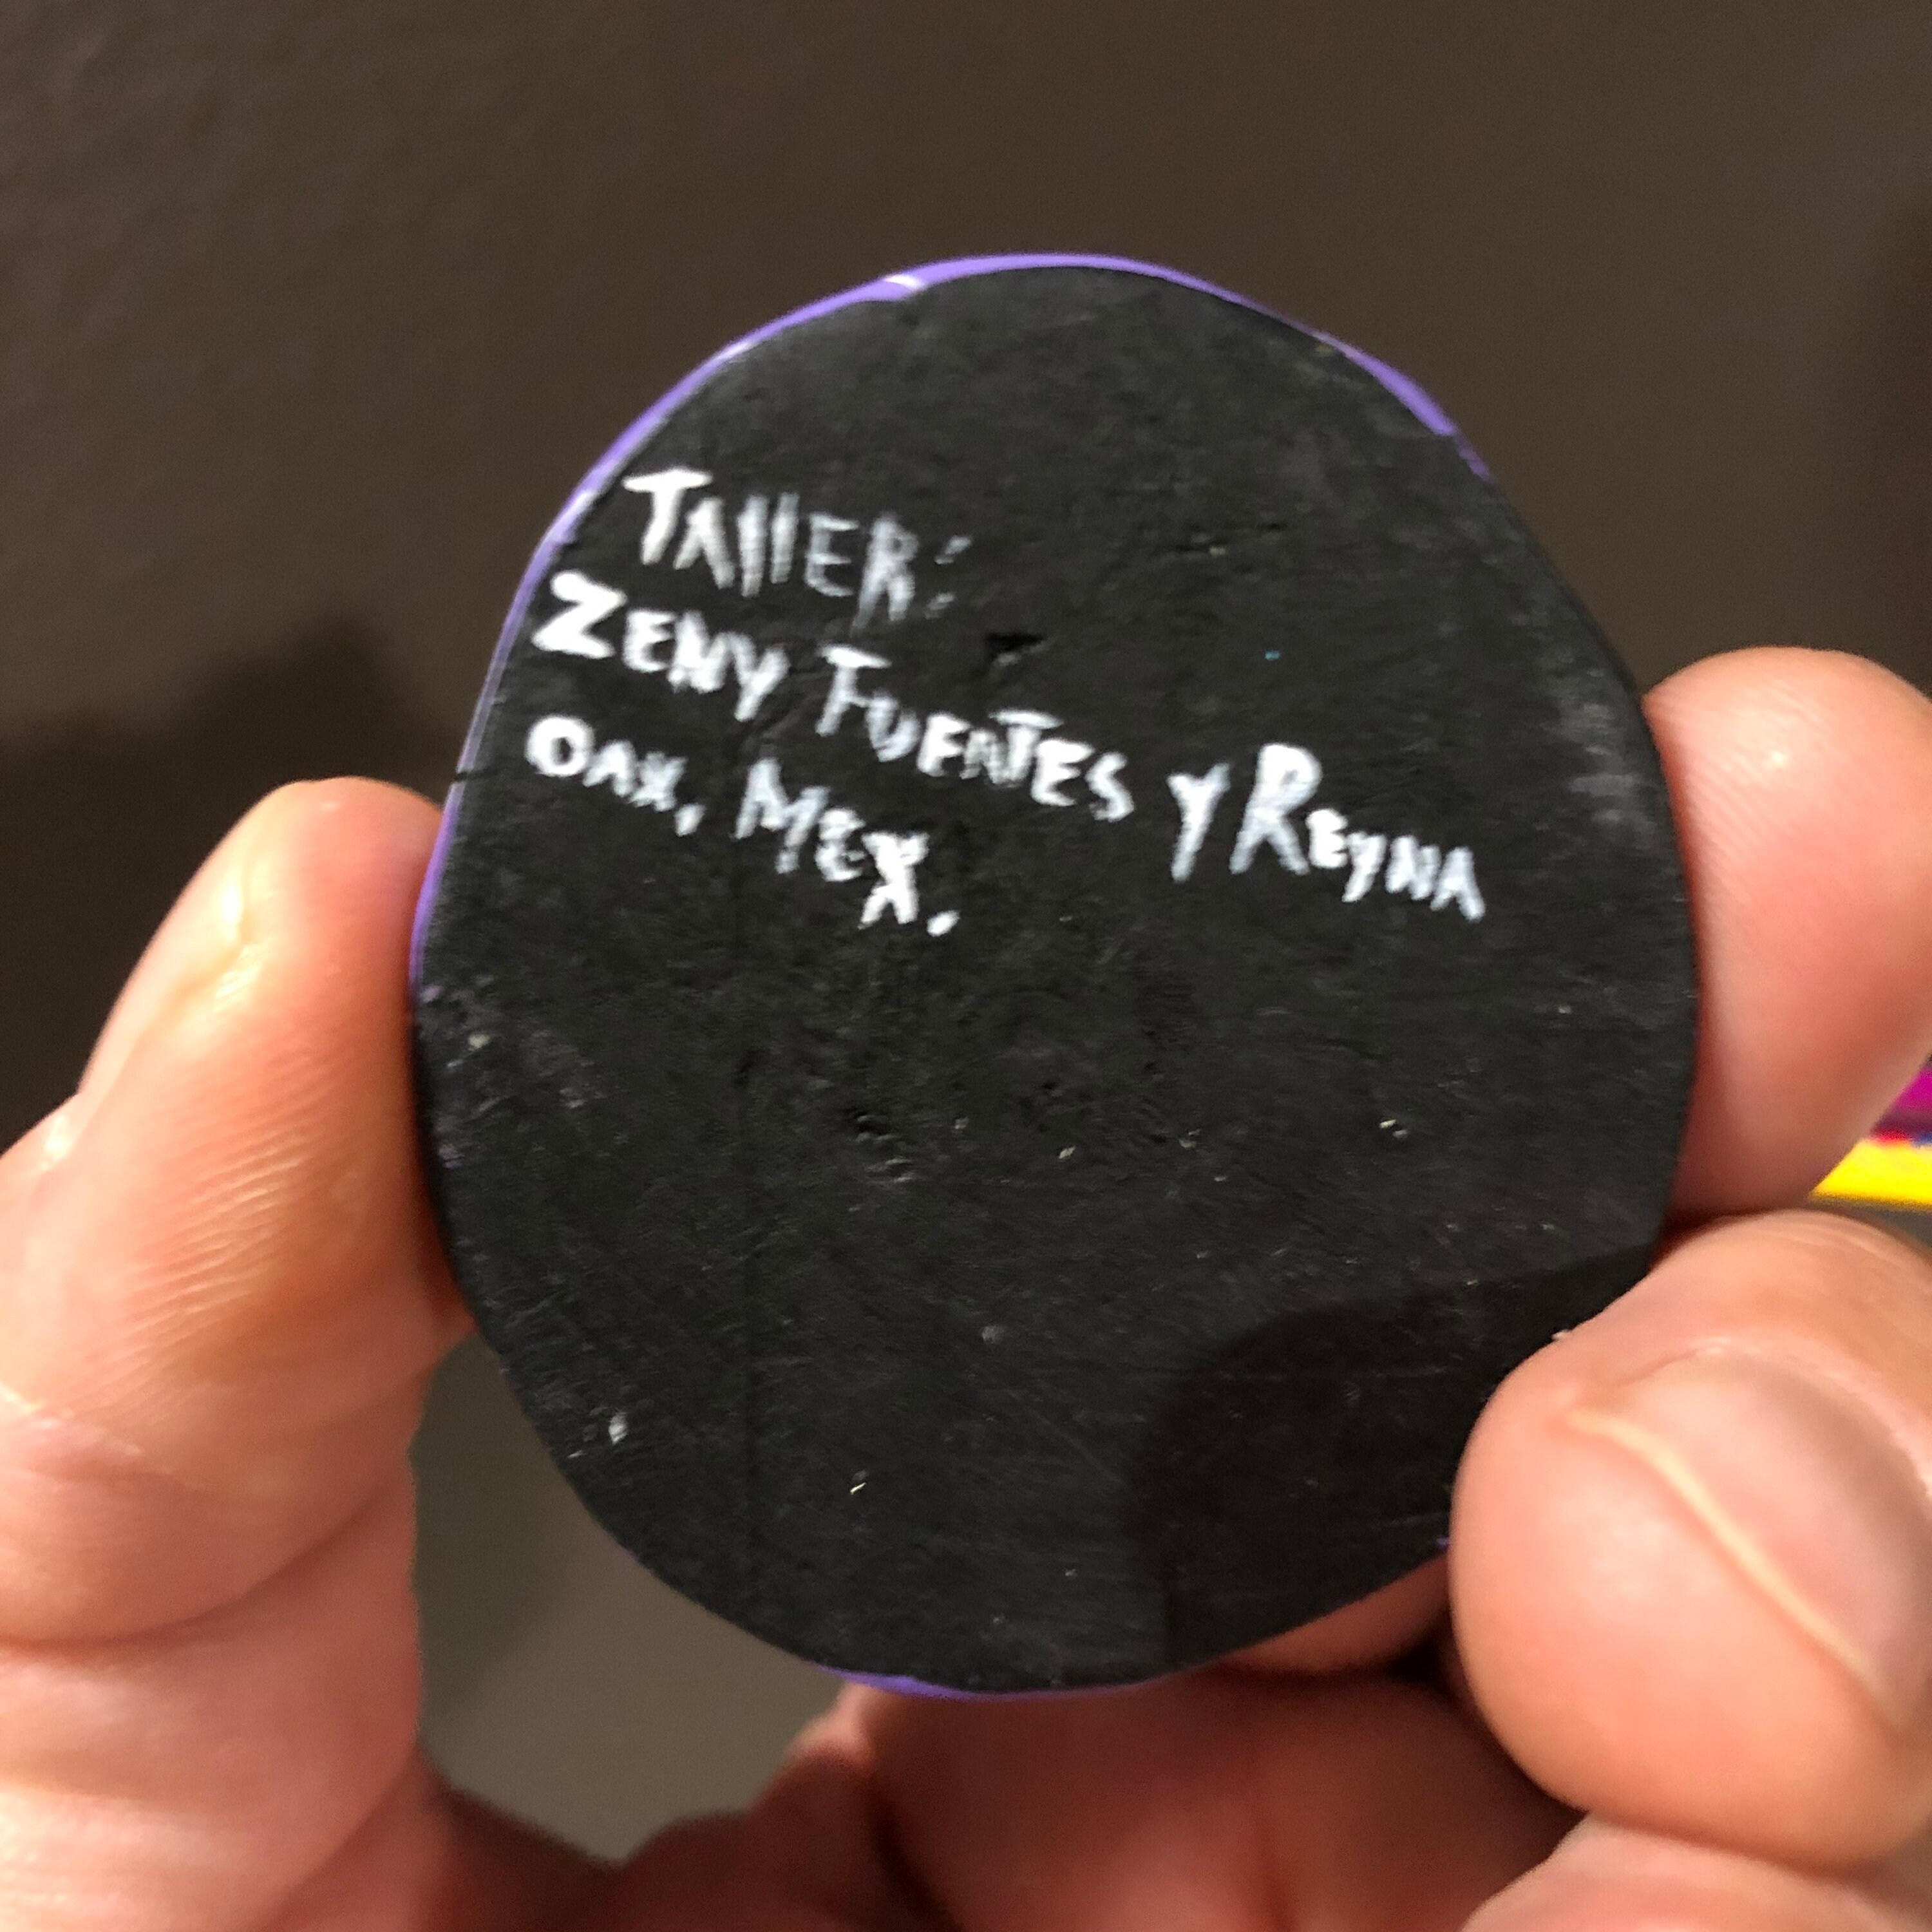 TALLER:
ZENY FUENTES Y REYNA
OAX, MEX.